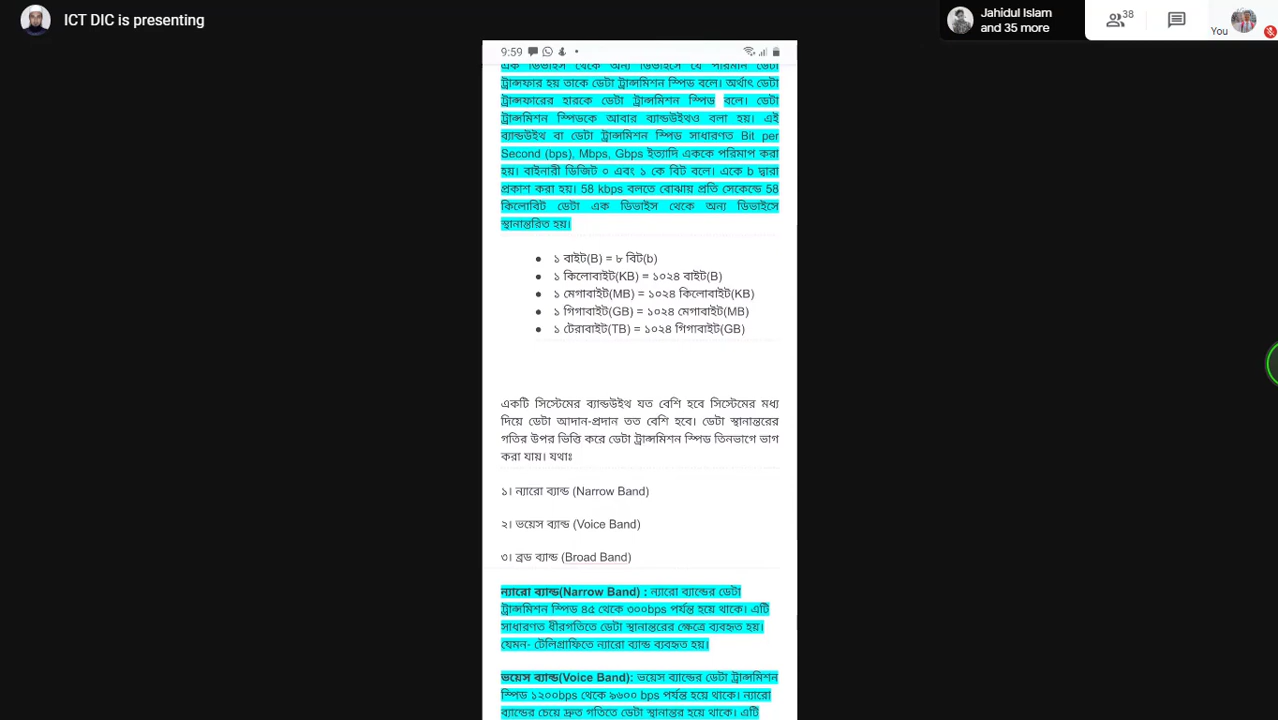 ICT DIC is presenting
Jahidul Islam
and 35 more
38
You
9:59
এক ডিভাইস থেকে অন্য ডিভাইসে যে পরিমান ডেটা
ট্রান্সফার হয় তাকে ডেটা ট্রান্সমিশন স্পিড বলে। অর্থাৎ ডেটা
ট্রান্সফারের হারকে ডেটা ট্রান্সমিশন স্পিড বলে। ডেটা
ট্রান্সমিশন স্পিডকে আবার ব্যান্ডউইথও বলা হয়। এই
ব্যান্ডউইথ বা ডেটা ট্রান্সমিশন স্পিড সাধারণত Bit per
Second (bps), Mbps, Gbps ইত্যাদি এককে পরিমাপ করা
হয়। বাইনারী ডিজিট ০ এবং ১ কে বিট বলে। একে b দ্বারা
প্রকাশ করা হয়। 58 kbps বলতে বোঝায় প্রতি সেকেন্ডে 58
কিলোবিট ডেটা এক ডিভাইস থেকে অন্য ডিভাইসে
স্থানান্তরিত হয়।
• ১ বাইট(B) = ৮ বিট(b)
• ১ কিলোবাইট(KB) = ১০২৪ বাইট(B)
• ১ মেগাবাইট(MB) = ১০২৪ কিলোবাইট(KB)
• ১ গিগাবাইট(GB) = ১০২৪ মেগাবাইট(MB)
• ১ টেরাবাইট(TB) = ১০২৪ গিগাবাইট(GB)
একটি সিস্টেমের ব্যান্ডউইথ যত বেশি হবে সিস্টেমের মধ্য
দিয়ে ডেটা আদান-প্রদান তত বেশি হবে। ডেটা স্থানান্তরের
গতির উপর ভিত্তি করে ডেটা ট্রান্সমিশন স্পিড তিনভাগে ভাগ
করা যায়। যথাঃ
১। ন্যারো ব্যান্ড (Narrow Band)
২। ভয়েস ব্যান্ড (Voice Band)
৩। ব্রড ব্যান্ড (Broad Band)
ন্যারো ব্যান্ড(Narrow Band) : ন্যারো ব্যান্ডের ডেটা
ট্রান্সমিশন স্পিড ৪৫ থেকে ৩০০bps পর্যন্ত হয়ে থাকে। এটি
সাধারণত ধীরগতিতে ডেটা স্থানান্তরের ক্ষেত্রে ব্যবহৃত হয়।
যেমন- টেলিগ্রাফিতে ন্যারো ব্যান্ড ব্যবহৃত হয়।
ভয়েস ব্যান্ড(Voice Band): ভয়েস ব্যান্ডের ডেটা ট্রান্সমিশন
স্পিড ১২০০bps থেকে ৯৬০০ bps পর্যন্ত হয়ে থাকে। ন্যারো
ব্যান্ডের চেয়ে দ্রুত গতিতে ডেটা স্থানান্তর হয়ে থাকে। এটি